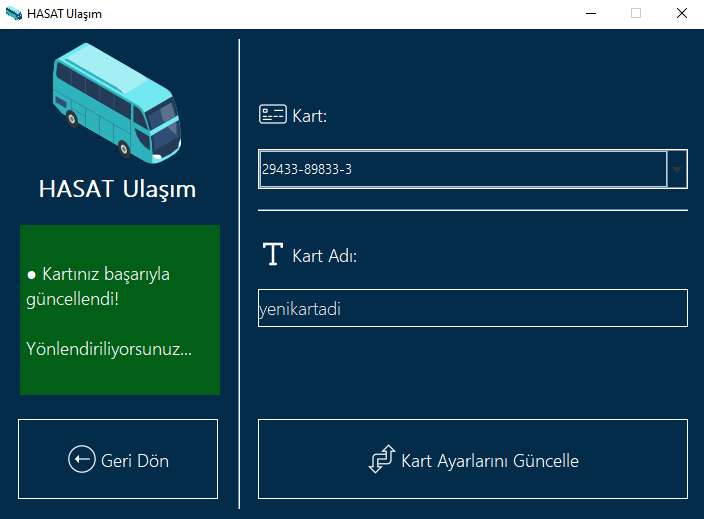 HASAT Ulaşım
HASAT Ulaşım
● Kartınız başarıyla
güncellendi!
Yönlendiriliyorsunuz...
Geri Dön
Kart:
29433-89833-3
Kart Adı:
yenikartadi
Kart Ayarlarını Güncelle